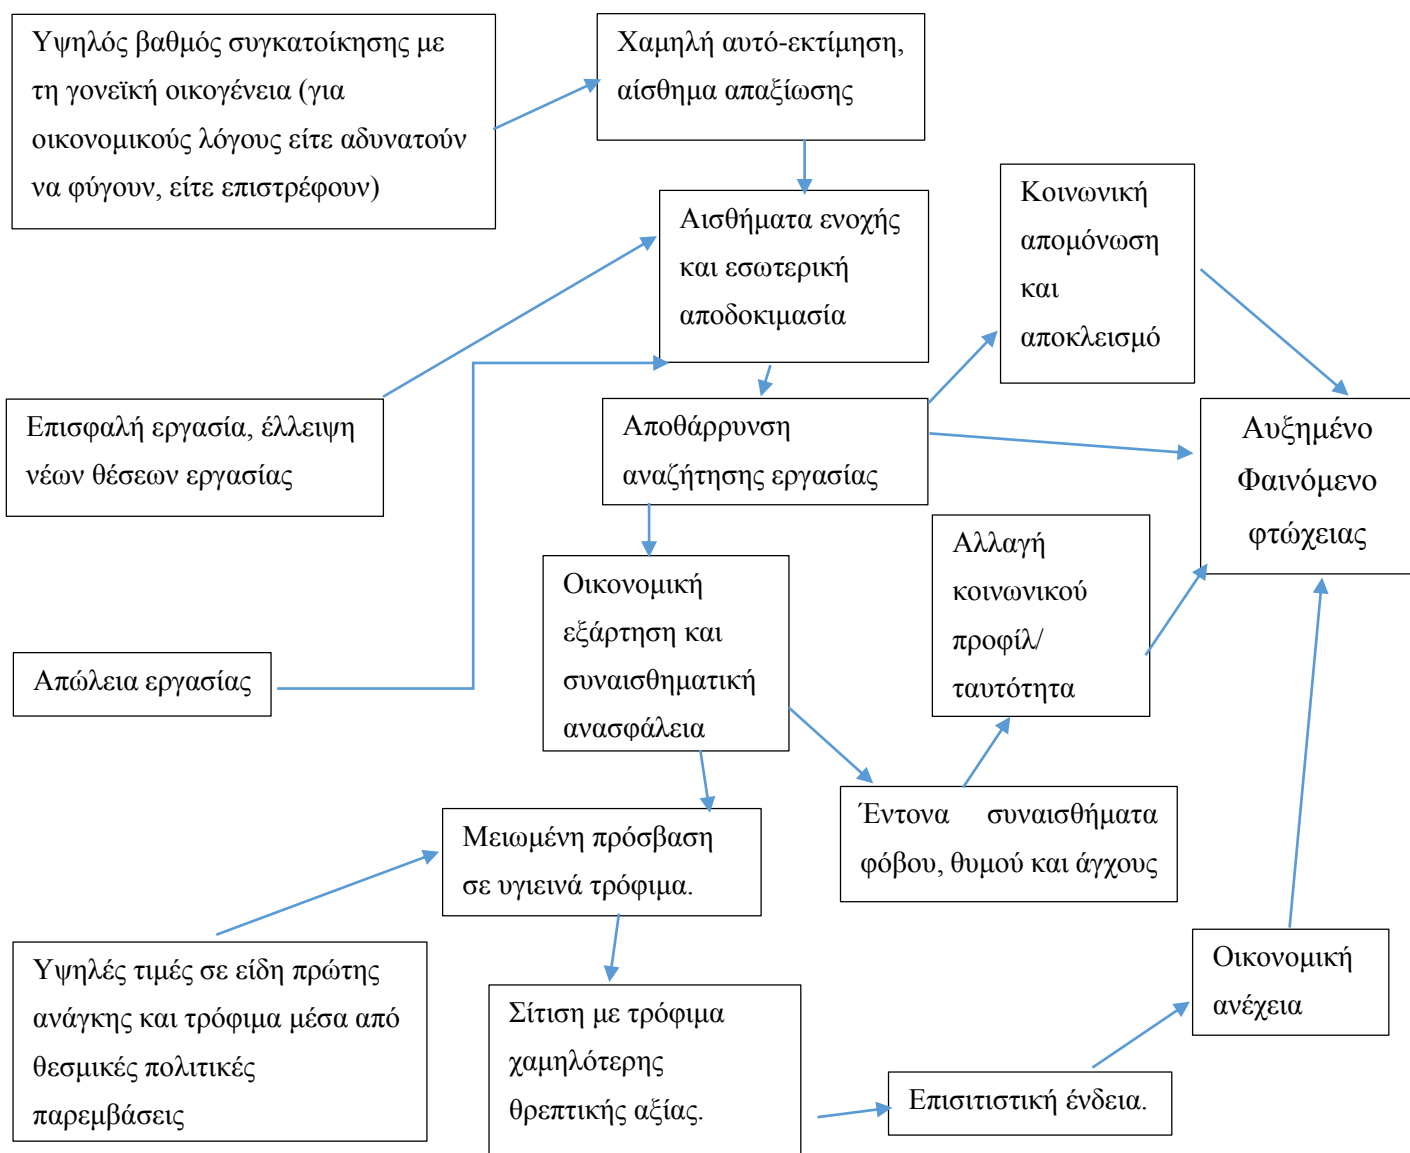 Υψηλός βαθμός συγκατοίκησης με
τη γονεϊκή οικογένεια (για
οικονομικούς λόγους είτε αδυνατούν
να φύγουν, είτε επιστρέφουν)
Χαμηλή αυτό-εκτίμηση,
αίσθημα απαξίωσης
Αισθήματα ενοχής
και εσωτερική
αποδοκιμασία
Κοινωνική
απομόνωση
και
αποκλεισμό
Επισφαλή εργασία, έλλειψη
νέων θέσεων εργασίας
Αποθάρρυνση
αναζήτησης εργασίας
Αυξημένο
Φαινόμενο
φτώχειας
Αλλαγή
κοινωνικού
προφίλ/
ταυτότητα
Οικονομική
εξάρτηση και
συναισθηματική
ανασφάλεια
Απώλεια εργασίας
Έντονα συναισθήματα
φόβου, θυμού και άγχους
Μειωμένη πρόσβαση
σε υγιεινά τρόφιμα.
Υψηλές τιμές σε είδη πρώτης
ανάγκης και τρόφιμα μέσα από
θεσμικές πολιτικές
παρεμβάσεις
Σίτιση με τρόφιμα
χαμηλότερης
θρεπτικής αξίας.
Επισιτιστική ένδεια.
Οικονομική
ανέχεια